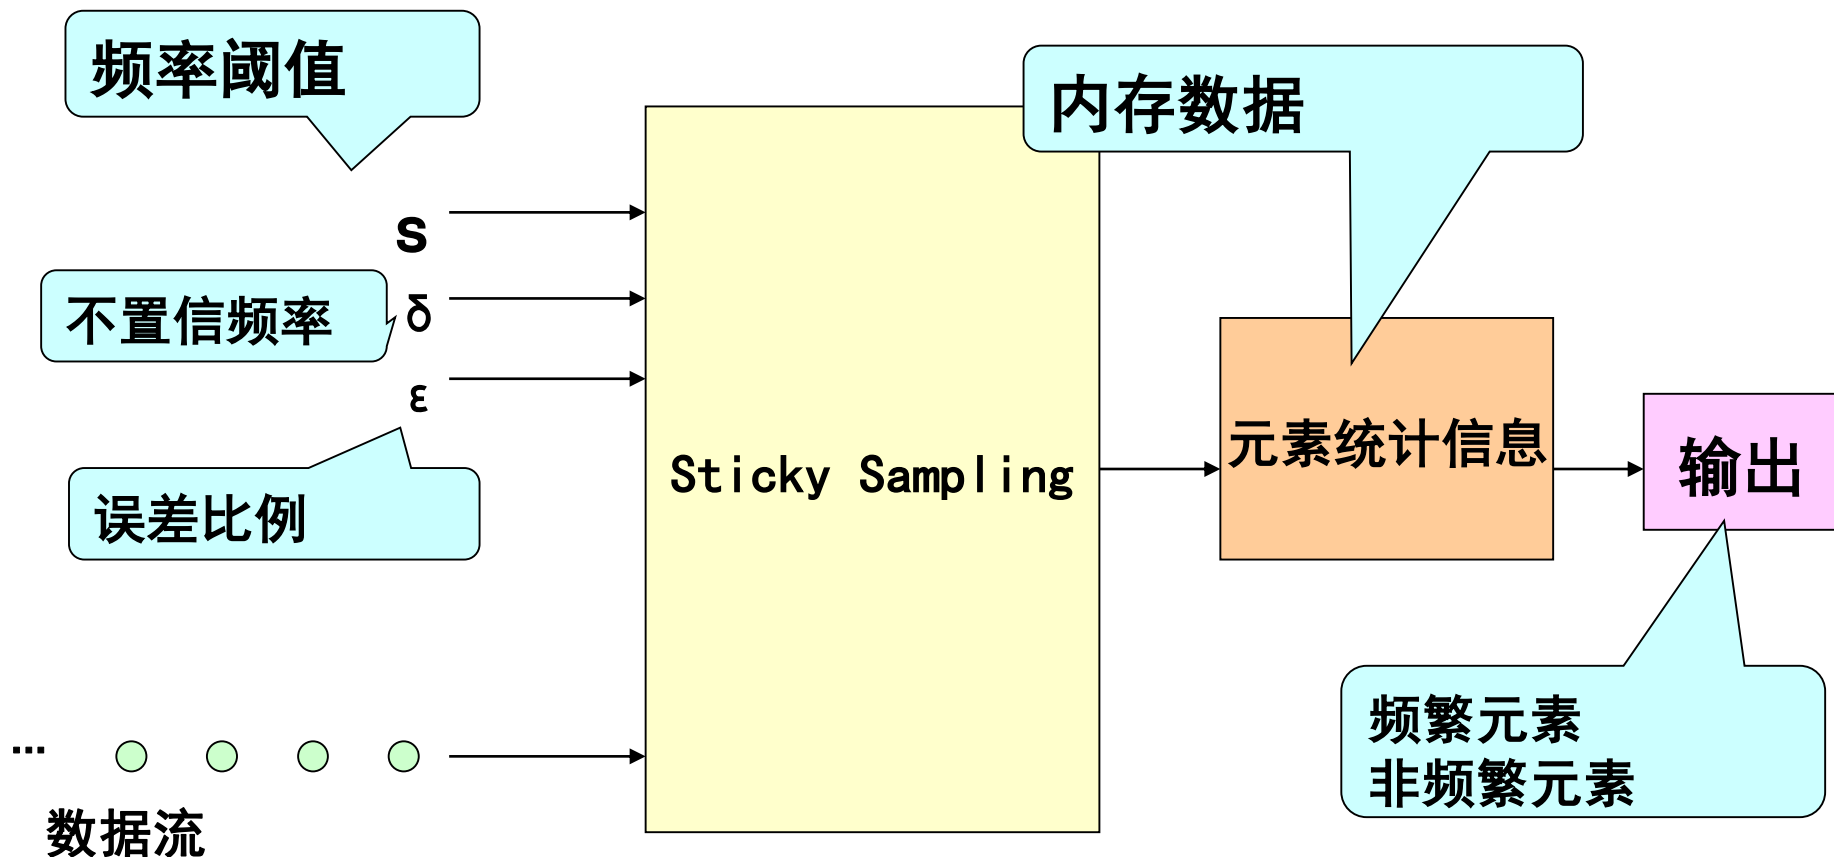 频率阈值
内存数据
s
不置信频率
δ
ε
误差比例
Sticky Sampling
元素统计信息
输出
频繁元素
非频繁元素
...
数据流